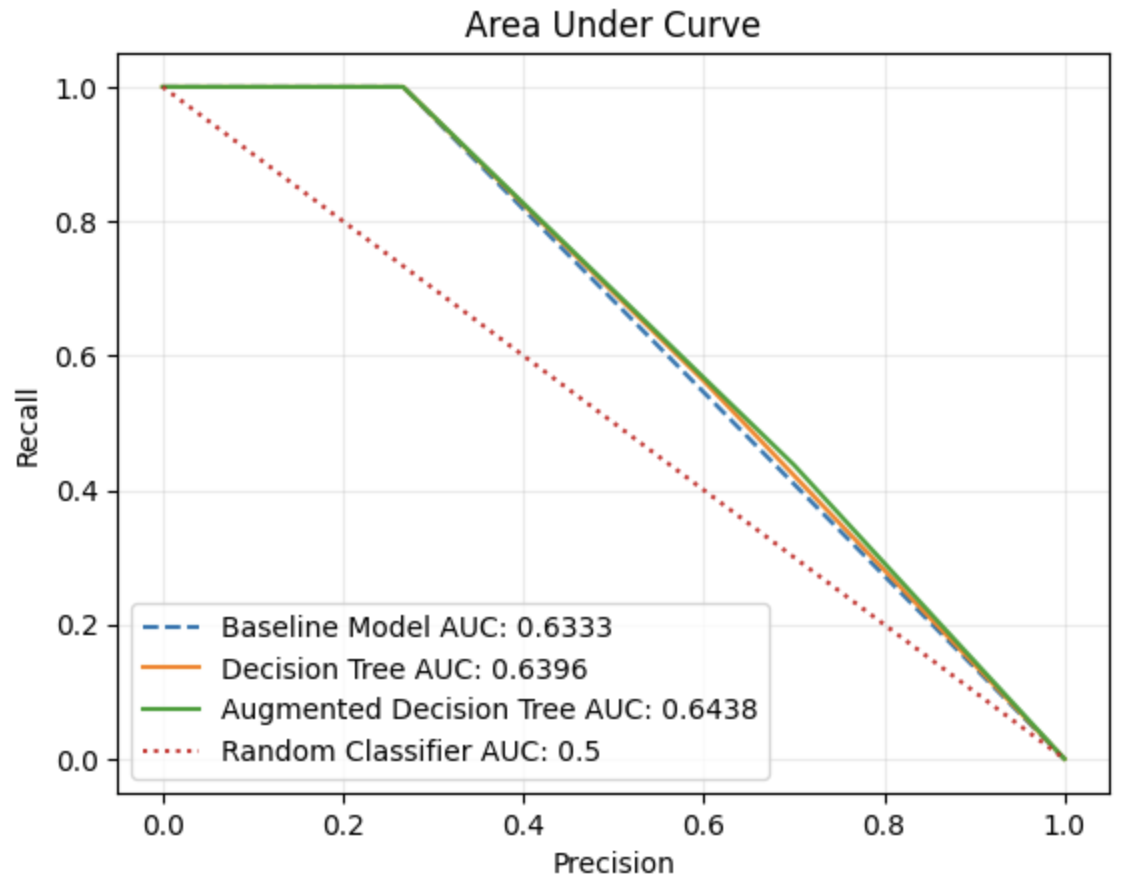 Area Under Curve
1.0
0.8
0.6
0.4
0.2
0.0
Recall
Baseline Model AUC: 0.6333
Decision Tree AUC: 0.6396
Augmented Decision Tree AUC: 0.6438
Random Classifier AUC: 0.5
0.0 0.2 0.4 0.6 0.8 1.0
Precision